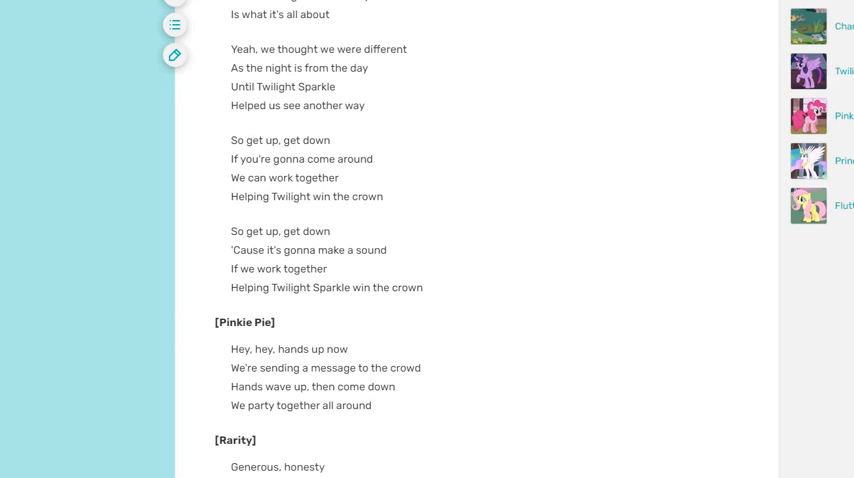 Is what it's all about
Yeah, we thought we were different
As the night is from the day
Until Twilight Sparkle
Helped us see another way
So get up, get down
If you're gonna come around
We can work together
Helping Twilight win the crown
So get up, get down
'Cause it's gonna make a sound
If we work together
Helping Twilight Sparkle win the crown
[Pinkie Pie]
Hey, hey, hands up now
We're sending a message to the crowd
Hands wave up, then come down
We party together all around
[Rarity]
Generous, honesty